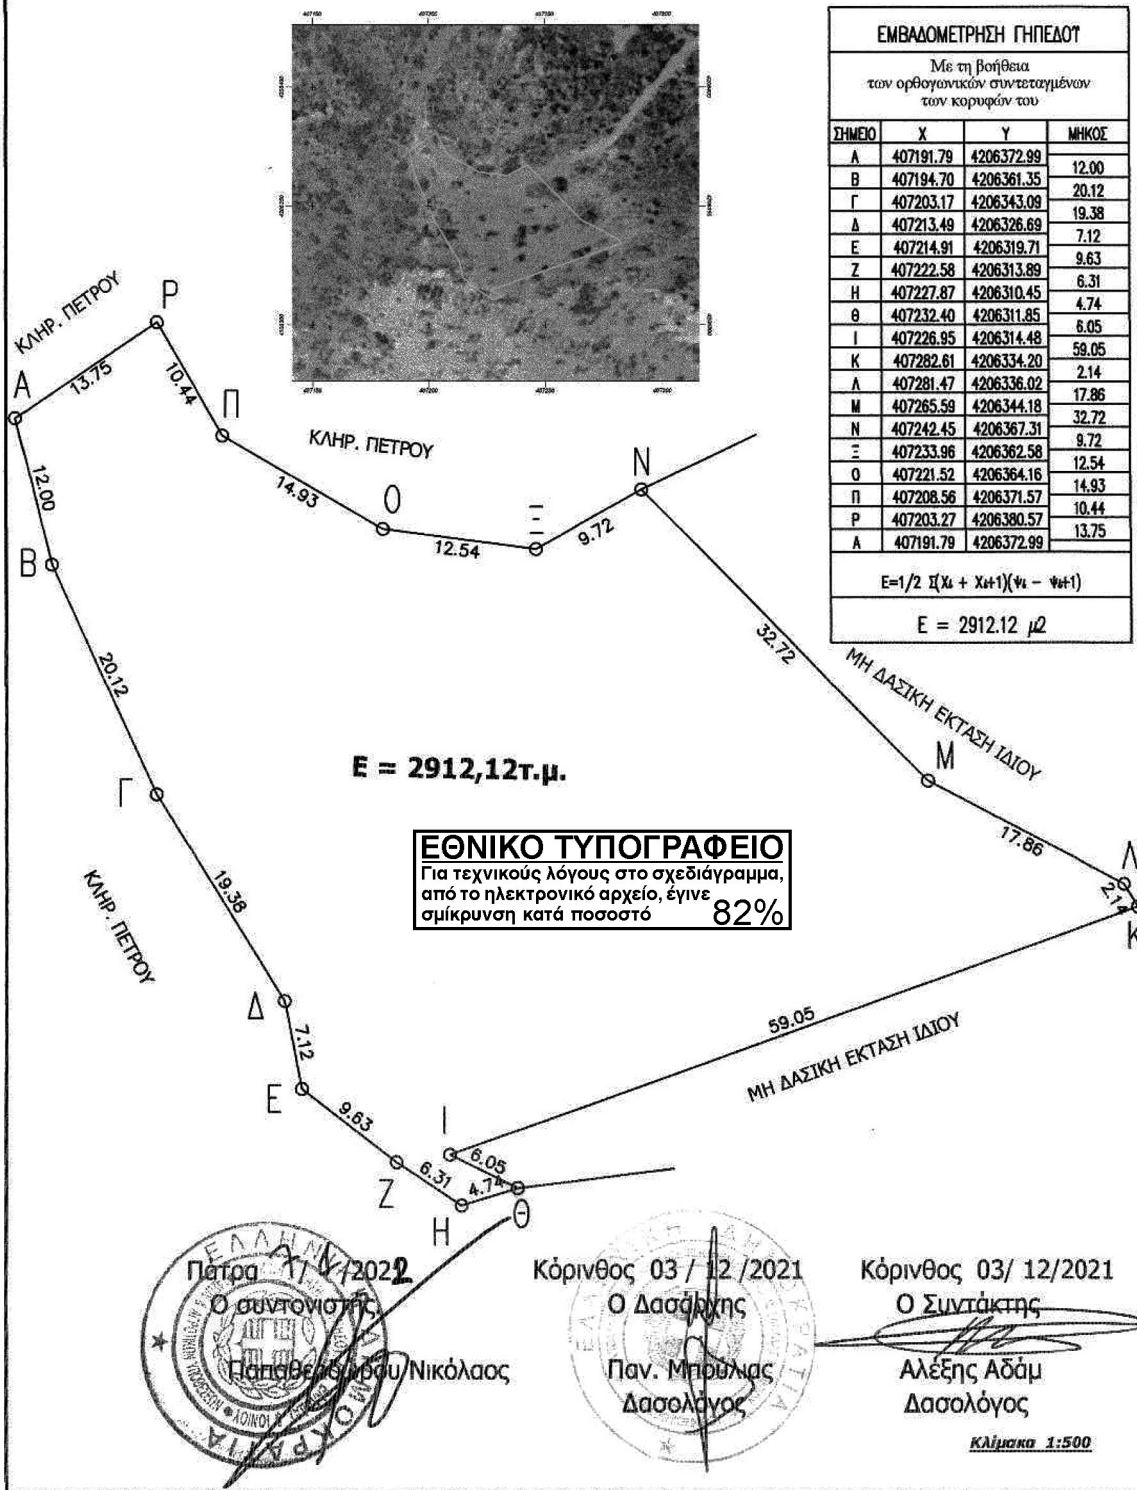 ΕΜΒΑΔΟΜΕΤΡΗΣΗ ΓΗΠΕΔΟΥ
Με τη βοήθεια
των ορθογωνικών συντεταγμένων
των κορυφών του
ΣΗΜΕΙΟ Χ Υ ΜΗΚΟΣ
Α 407191.79 4206372.99
12.00
Β 407194.70 4206361.35
20.12
Γ 407203.17 4206343.09
19.38
Δ 407213.49 4206326.69
7.12
Ε 407214.91 4206319.71
9.63
Ζ 407222.58 4206313.89
6.31
Η 407227.87 4206310.45
4.74
Θ 407232.40 4206311.85
6.05
Ι 407226.95 4206314.48
59.05
Κ 407282.61 4206334.20
2.14
Λ 407281.47 4206336.02
17.86
Μ 407265.59 4206344.18
32.72
Ν 407242.45 4206367.31
9.72
Ξ 407233.96 4206362.58
12.54
Ο 407221.52 4206364.16
14.93
Π 407208.56 4206371.57
10.44
Ρ 407203.27 4206380.57
13.75
Α 407191.79 4206372.99
Ε = 2912.12 μ2
ΚΛΗΡ. ΠΕΤΡΟΥ
Ρ
13.75
10.44
Α
Π
ΚΛΗΡ. ΠΕΤΡΟΥ
Ν
12.00
14.93
Ο
Ξ
9.72
12.54
Β
20.12
32.72
ΜΗ ΔΑΣΙΚΗ ΕΚΤΑΣΗ ΙΔΙΟΥ
Ε = 2912,12τ.μ.
Μ
Γ
17.86
Λ
ΕΘΝΙΚΟ ΤΥΠΟΓΡΑΦΕΙΟ
Για τεχνικούς λόγους στο σχεδιάγραμμα,
από το ηλεκτρονικό αρχείο, έγινε
σμίκρυνση κατά ποσοστό 82%
2.14
Κ
ΚΛΗΡ. ΠΕΤΡΟΥ
19.38
Δ
7.12
59.05
ΜΗ ΔΑΣΙΚΗ ΕΚΤΑΣΗ ΙΔΙΟΥ
Ε
9.63
Ι
6.05
Ζ
6.31
4.74
Η
Θ
Πάτρα
Ο συντονιστής
Παπαθεοδώρου Νικόλαος
Κόρινθος 03 / 12 /2021
Ο Δασάρχης
Παν. Μπούλιας
Δασολόγος
Κόρινθος 03/ 12/2021
Ο Συντάκτης
Αλέξης Αδάμ
Δασολόγος
Κλίμακα 1:500